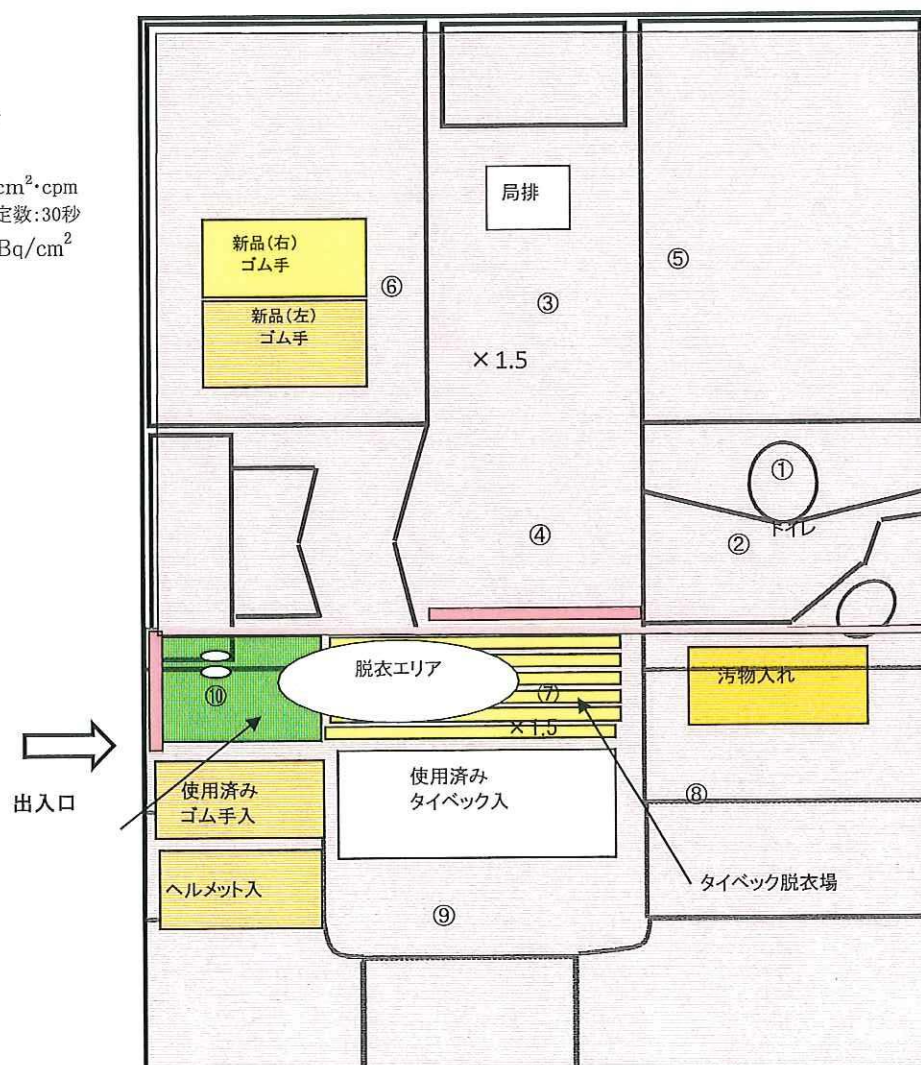 cm²・cpm
定数:30秒
Bq/cm²
局排
新品(右)
ゴム手
新品(左)
ゴム手
⑥
③
⑤
×1.5
①
トイレ
②
④
脱衣エリア
⑩
⑦
×1.5
汚物入れ
出入口
使用済み
ゴム手入
使用済み
タイベック入
⑧
ヘルメット入
タイベック脱衣場
⑨